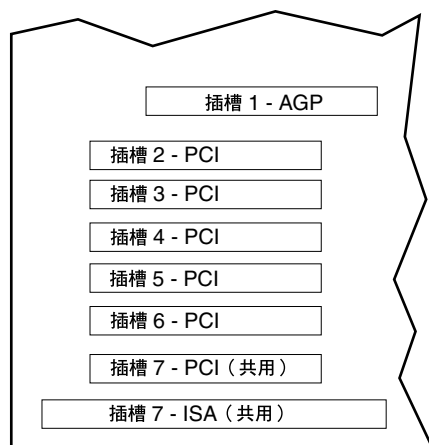 插槽 1 - AGP
插槽 2 - PCI
插槽 3 - PCI
插槽 4 - PCI
插槽 5 - PCI
插槽 6 - PCI
插槽 7 - PCI（共用）
插槽 7 - ISA（共用）